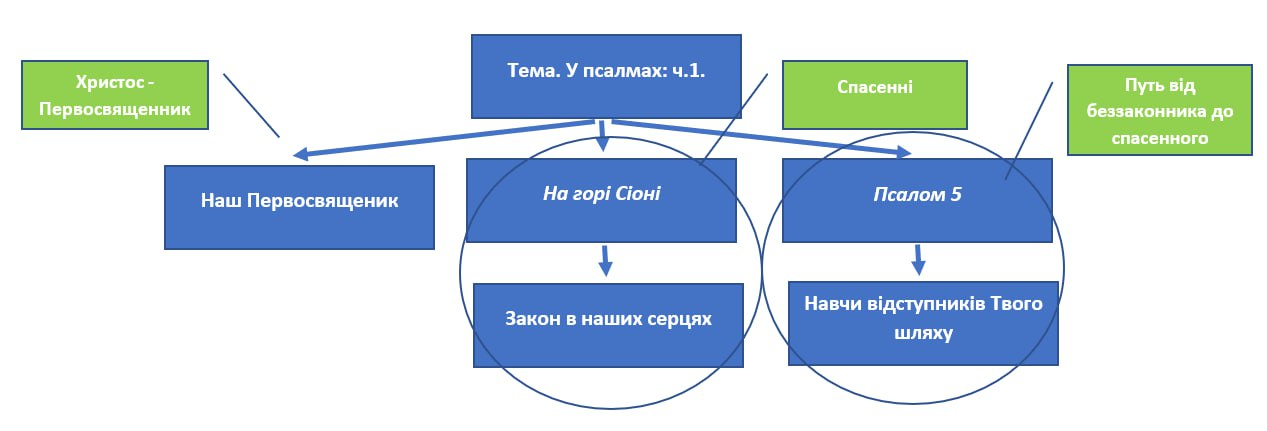 Тема. У псалмах: ч.1.
Христос -
Первосвященник
Спасенні
Путь від
беззаконника до
спасенного
Наш Первосвященик
На горі Сіоні
Псалом 5
Закон в наших серцях
Навчи відступників Твого
шляху